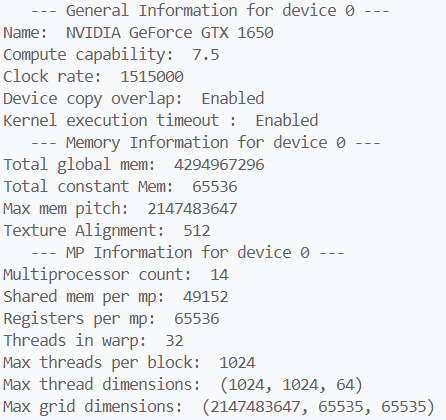 --- General Information for device 0 ---
Name:  NVIDIA GeForce GTX 1650
Compute capability:  7.5
Clock rate:  1515000
Device copy overlap:  Enabled
Kernel execution timeout :  Enabled
--- Memory Information for device 0 ---
Total global mem:  4294967296
Total constant Mem:  65536
Max mem pitch:  2147483647
Texture Alignment:  512
--- MP Information for device 0 ---
Multiprocessor count:  14
Shared mem per mp:  49152
Registers per mp:  65536
Threads in warp:  32
Max threads per block:  1024
Max thread dimensions:  (1024, 1024, 64)
Max grid dimensions:  (2147483647, 65535, 65535)